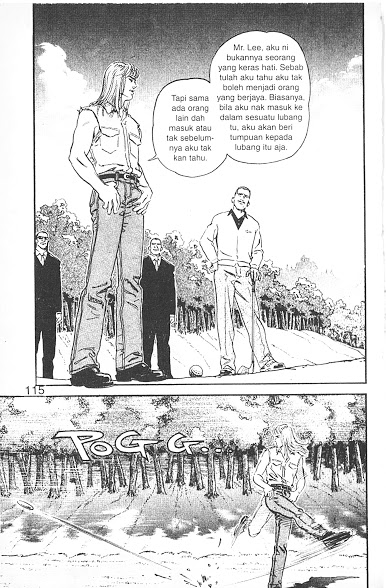 Mr. Lee, aku ni
bukannya seorang
yang keras hati. Sebab
tulah aku tahu aku tak
boleh menjadi orang
yang berjaya. Biasanya,
bila aku nak masuk ke
dalam sesuatu lubang
tu, aku akan beri
tumpuan kepada
lubang itu aja.
Tapi sama
ada orang
lain dah
masuk atau
tak sebelum-
nya aku tak
kan tahu.
115
POGG..